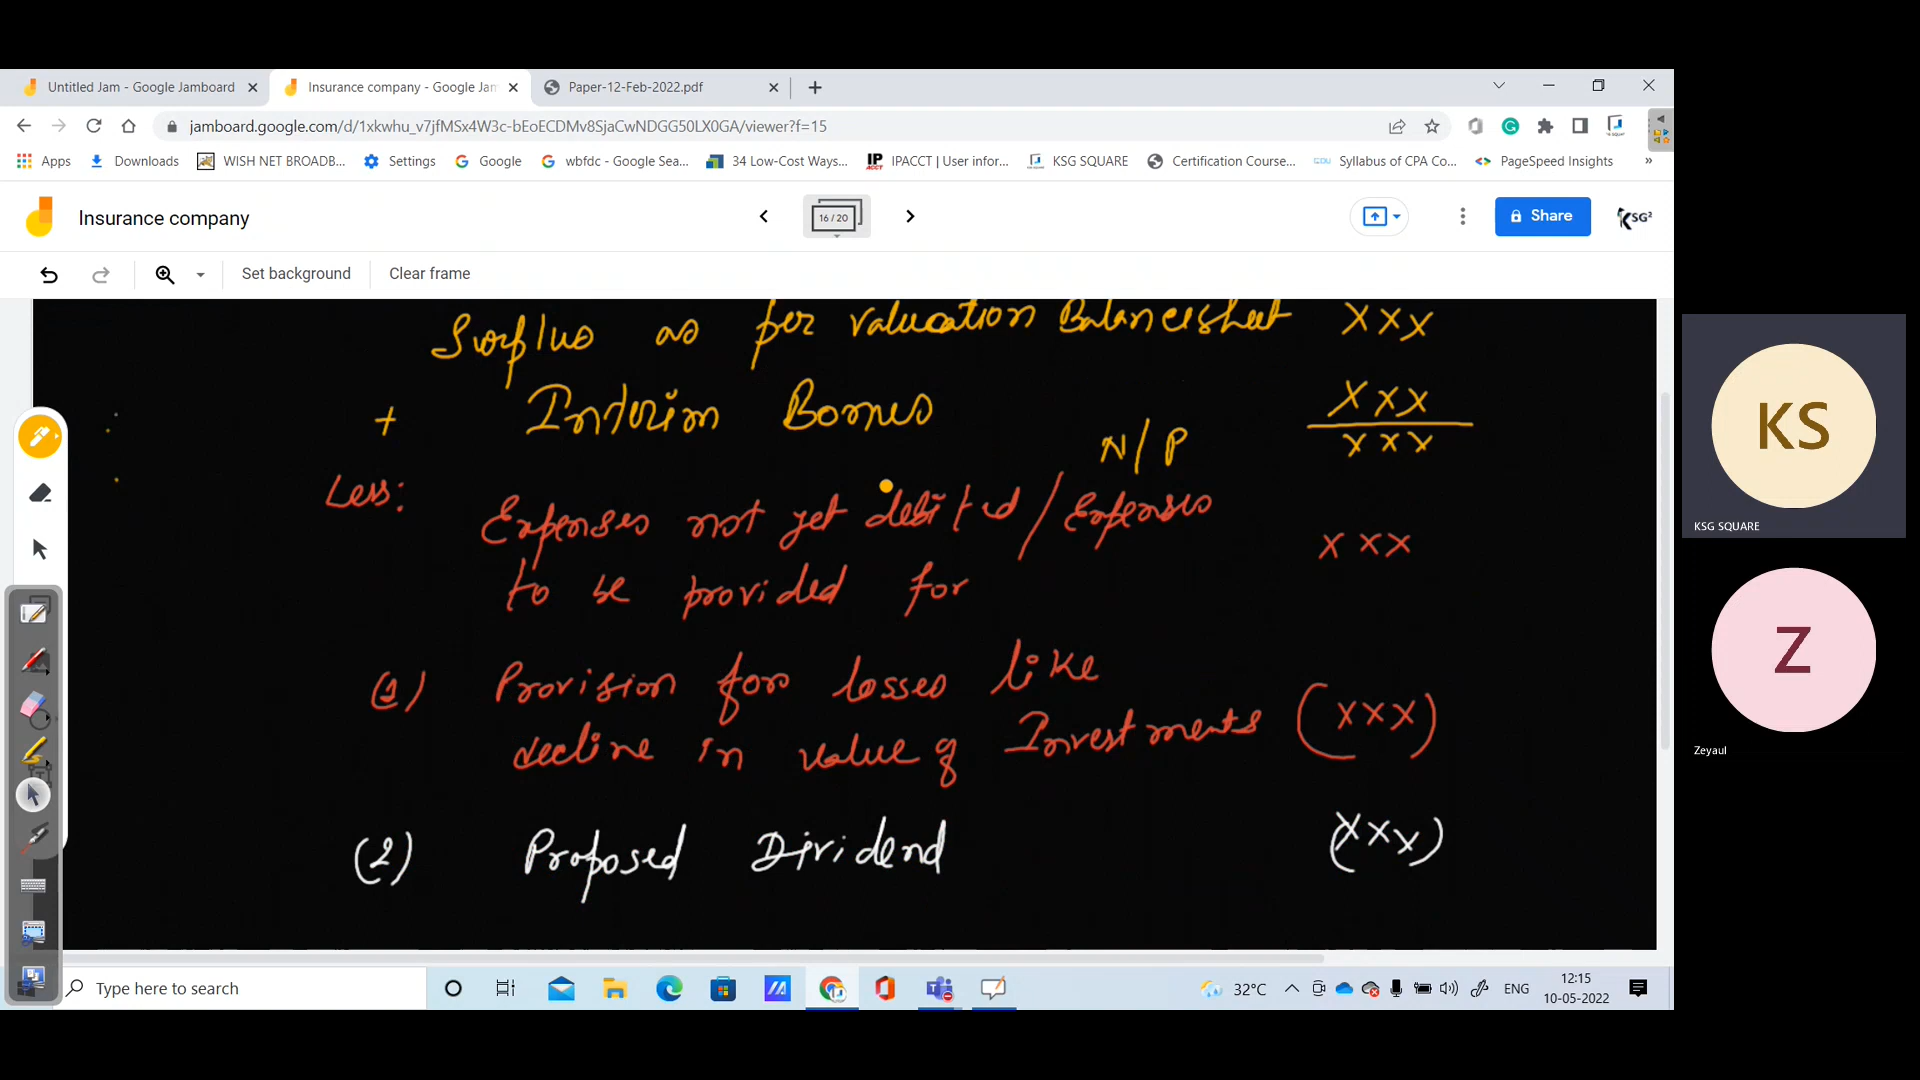 Untitled Jam - Google Jamboard
Insurance company - Google Jam
Paper-12-Feb-2022.pdf
jamboard.google.com/d/1xkwhu_v7jfMSx4W3c-bEoECDMv8SjaCwNDGG50LX0GA/viewer?f=15
Apps
Downloads
WISH NET BROADB...
Settings
Google
wbfdc - Google Sea...
34 Low-Cost Ways...
IPACCT | User infor...
KSG SQUARE
Certification Course...
Syllabus of CPA Co...
PageSpeed Insights
»
Insurance company
16 / 20
Share
KSG²
Set background
Clear frame
Surplus as per valuation Balancesheet XXX
+ Interim Bonus XXX
XXX
N/P
Less: Expenses not yet debited / Expenses XXX
to be provided for
(1) Provision for losses like
decline in value of Investments (XXX)
(2) Proposed Dividend (XXX)
KS
KSG SQUARE
Z
Zeyaul
Type here to search
32°C
ENG
12:15
10-05-2022